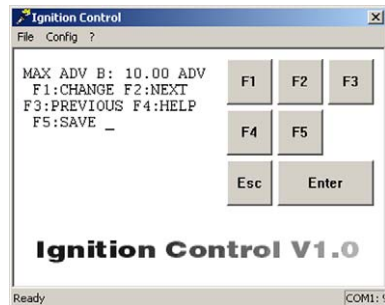 Ignition Control
File Config ?
MAX ADV B: 10.00 ADV
F1:CHANGE F2:NEXT
F3:PREVIOUS F4:HELP
F5:SAVE _
F1 F2 F3
F4 F5
Esc Enter
Ignition Control V1.0
Ready COM1: